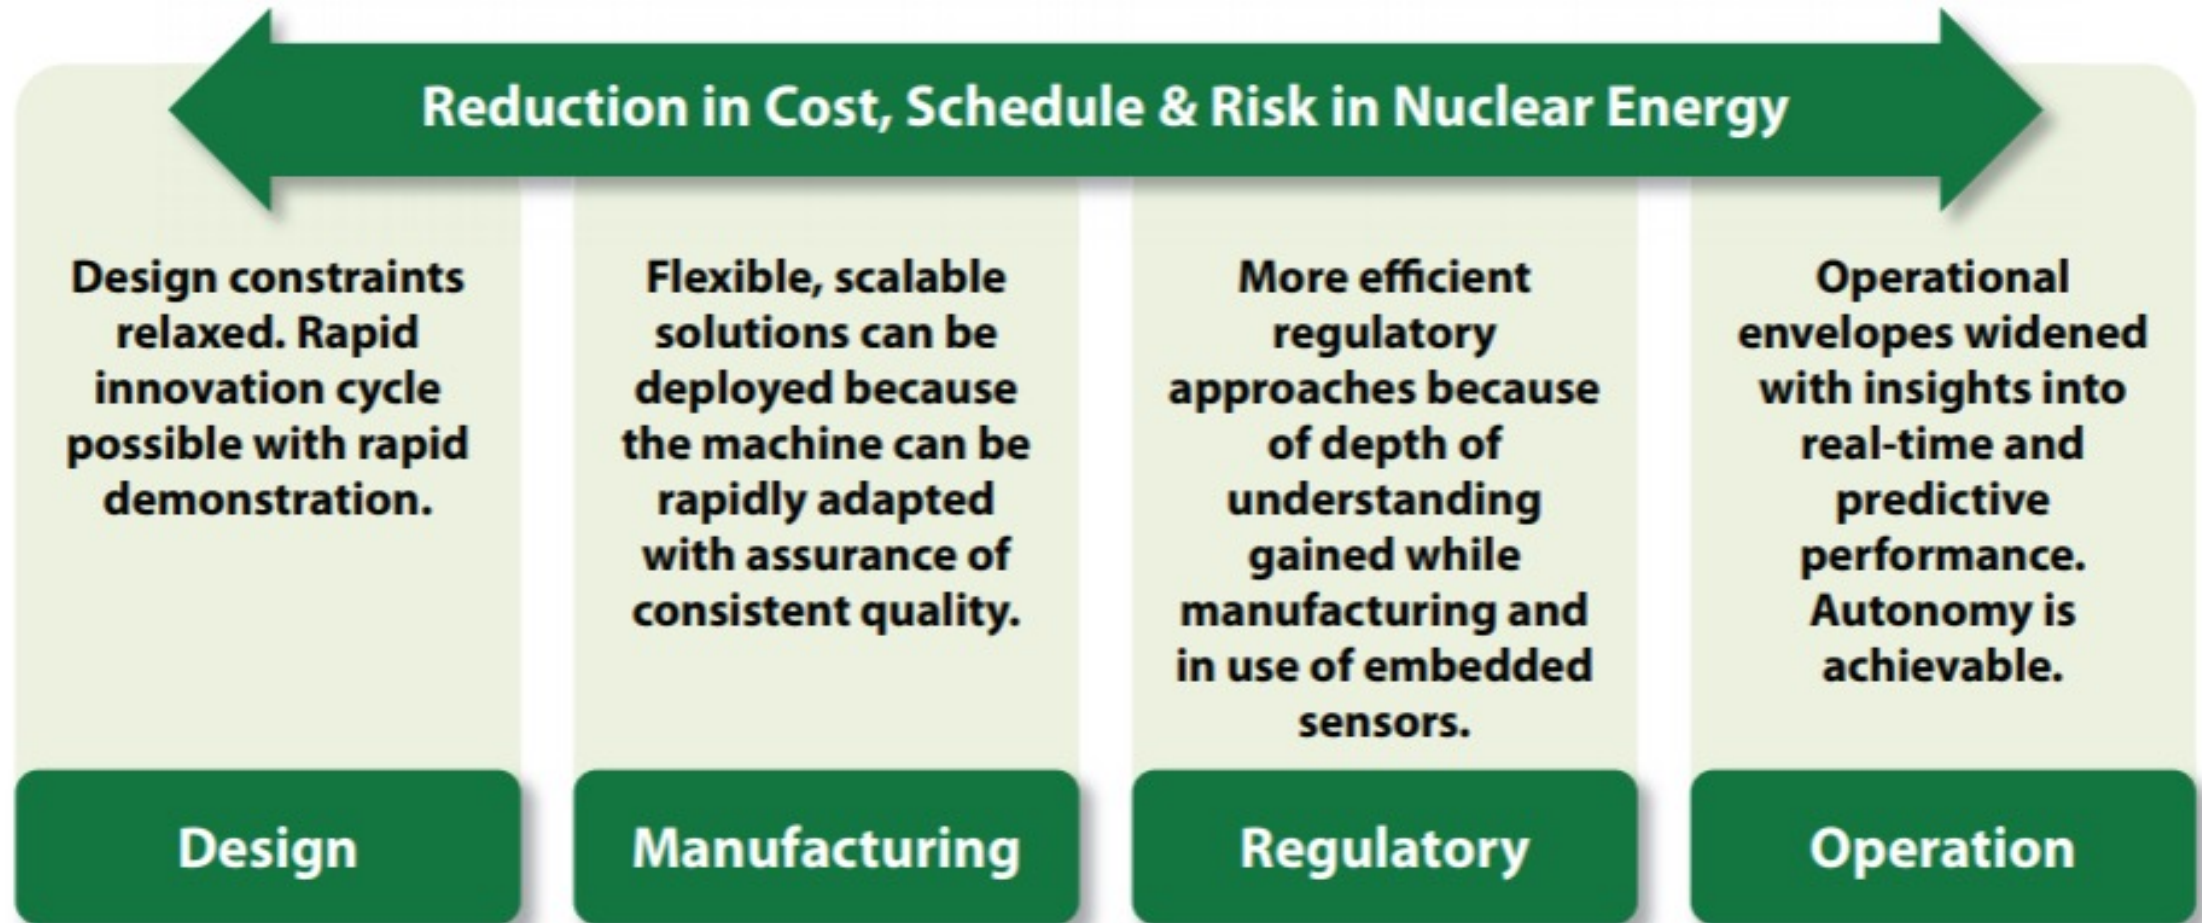 Reduction in Cost, Schedule & Risk in Nuclear Energy
Design constraints
relaxed. Rapid
innovation cycle
possible with rapid
demonstration.
Design
Flexible, scalable
solutions can be
deployed because
the machine can be
rapidly adapted
with assurance of
consistent quality.
Manufacturing
More efficient
regulatory
approaches because
of depth of
understanding
gained while
manufacturing and
in use of embedded
sensors.
Regulatory
Operational
envelopes widened
with insights into
real-time and
predictive
performance.
Autonomy is
achievable.
Operation